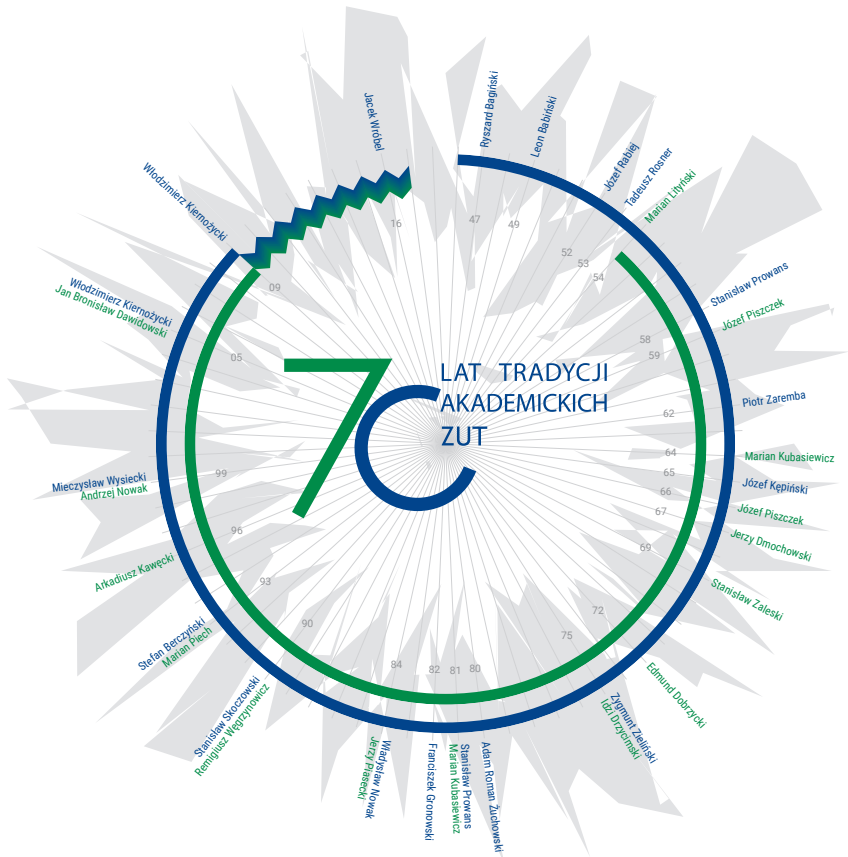 LAT TRADYCJI
AKADEMICKICH
ZUT
7
Ryszard Bagiński
Leon Babiński
Józef Rabiej
Tadeusz Rosner
Marian Lityński
Stanisław Prowans
Józef Piszczek
Piotr Zaremba
Marian Kubasiewicz
Józef Kępiński
Józef Piszczek
Jerzy Dmochowski
Stanisław Zaleski
Edmund Dobrzycki
Zygmunt Zieliński
Idzi Drzycimski
Adam Roman Żuchowski
Stanisław Prowans
Marian Kubasiewicz
Franciszek Gronowski
Władysław Nowak
Jerzy Piasecki
Stanisław Skoczowski
Remigiusz Węgrzynowicz
Stefan Berczyński
Marian Piech
Arkadiusz Kawęcki
Mieczysław Wysiecki
Andrzej Nowak
Włodzimierz Kiernożycki
Jan Bronisław Dawidowski
Włodzimierz Kiernożycki
Jacek Wróbel
47
49
52
53
54
58
59
62
64
65
66
67
69
72
75
80
81
82
84
90
93
96
99
05
09
16